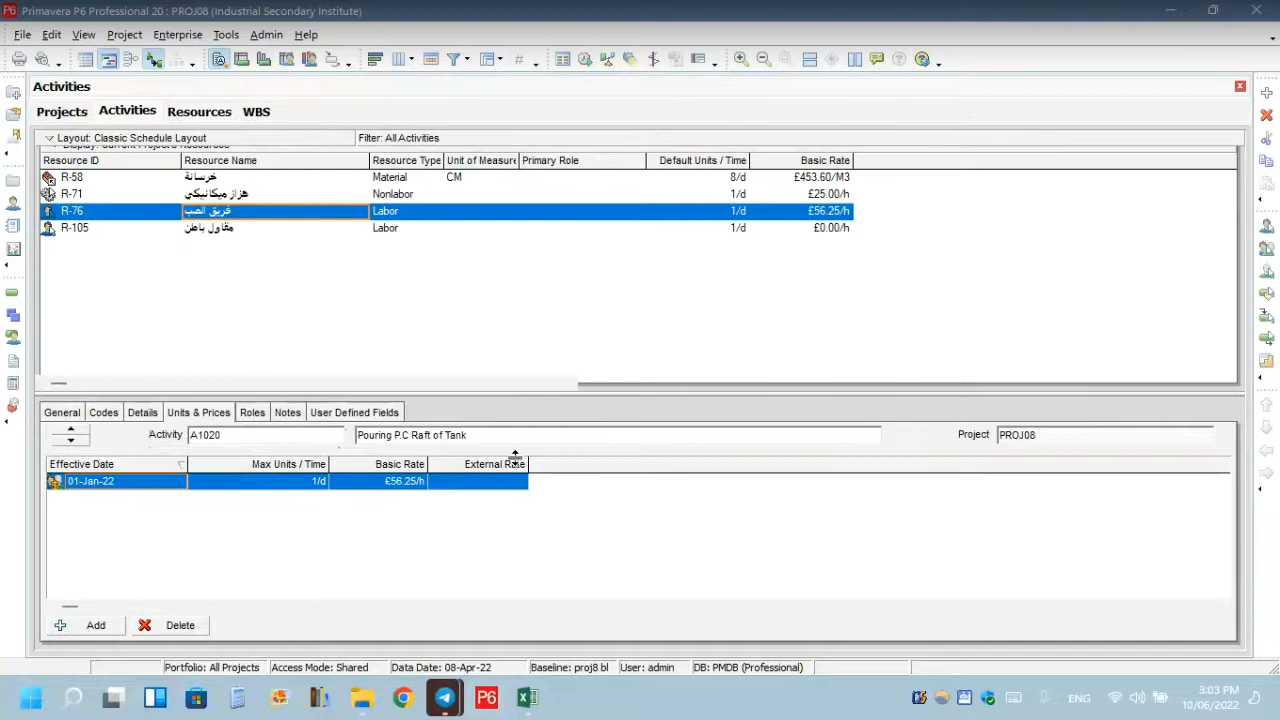 Primavera P6 Professional 20 : PROJ08 (Industrial Secondary Institute)
File Edit View Project Enterprise Tools Admin Help
Activities
Projects Activities Resources WBS
Layout: Classic Schedule Layout Filter: All Activities
Display: Current Project's Resources
Resource ID Resource Name Resource Type Unit of Measure Primary Role Default Units / Time Basic Rate
R-58 خرسانة Material CM 8/d £453.60/M3
R-71 هزاز ميكانيكي Nonlabor 1/d £25.00/h
R-76 فريق الصب Labor 1/d £56.25/h
R-105 مقاول باطن Labor 1/d £0.00/h
General Codes Details Units & Prices Roles Notes User Defined Fields
Activity A1020 Pouring P.C Raft of Tank Project PROJ08
Effective Date Max Units / Time Basic Rate External Rate
01-Jan-22 1/d £56.25/h
Add Delete
Portfolio: All Projects Access Mode: Shared Data Date: 08-Apr-22 Baseline: proj8 bl User: admin DB: PMDB (Professional)
P6 ENG 3:03 PM
10/06/2022